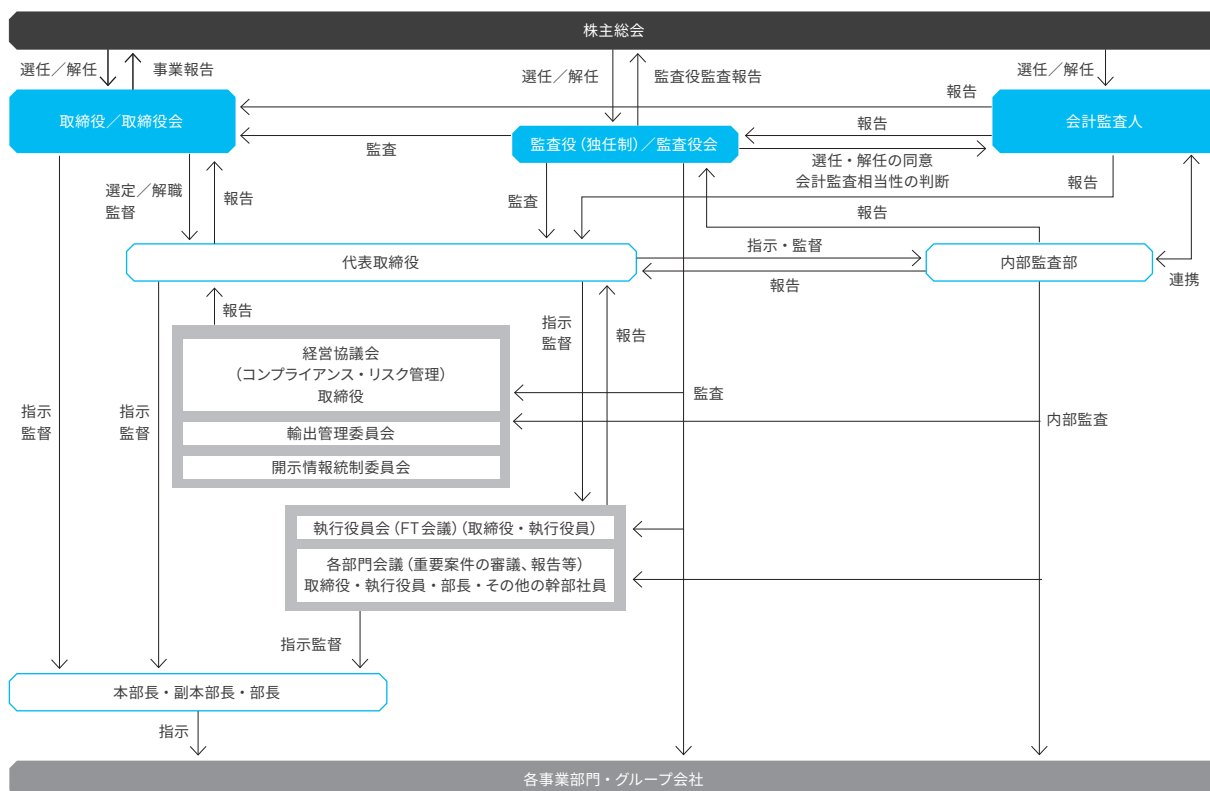 株主総会
選任／解任
事業報告
選任／解任
監査役監査報告
選任／解任
取締役／取締役会
報告
会計監査人
報告
監査
監査役（独任制）／監査役会
選任・解任の同意
会計監査相当性の判断
選定／解職
監督
報告
監査
報告
報告
代表取締役
指示・監督
内部監査部
報告
連携
報告
指示
監督
報告
経営協議会
（コンプライアンス・リスク管理）
取締役
監査
指示
監督
指示
監督
輸出管理委員会
内部監査
開示情報統制委員会
執行役員会（FT会議）（取締役・執行役員）
各部門会議（重要案件の審議、報告等）
取締役・執行役員・部長・その他の幹部社員
指示監督
本部長・副本部長・部長
指示
各事業部門・グループ会社